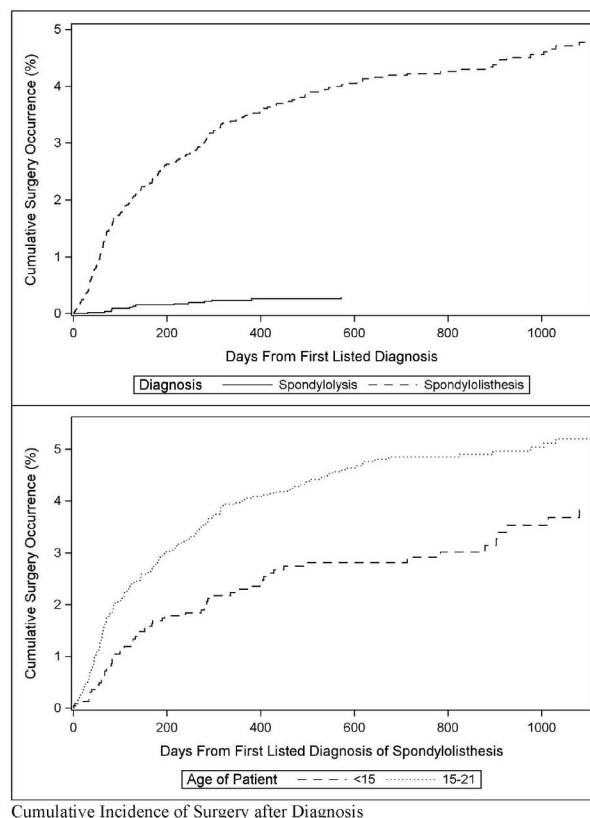 Cumulative Surgery Occurrence (%)
5
4
3
2
1
0
0 200 400 600 800 1000
Days From First Listed Diagnosis
Diagnosis Spondylolysis Spondylolisthesis
Cumulative Surgery Occurrence (%)
5
4
3
2
1
0
0 200 400 600 800 1000
Days From First Listed Diagnosis of Spondylolisthesis
Age of Patient <15 15-21
Cumulative Incidence of Surgery after Diagnosis